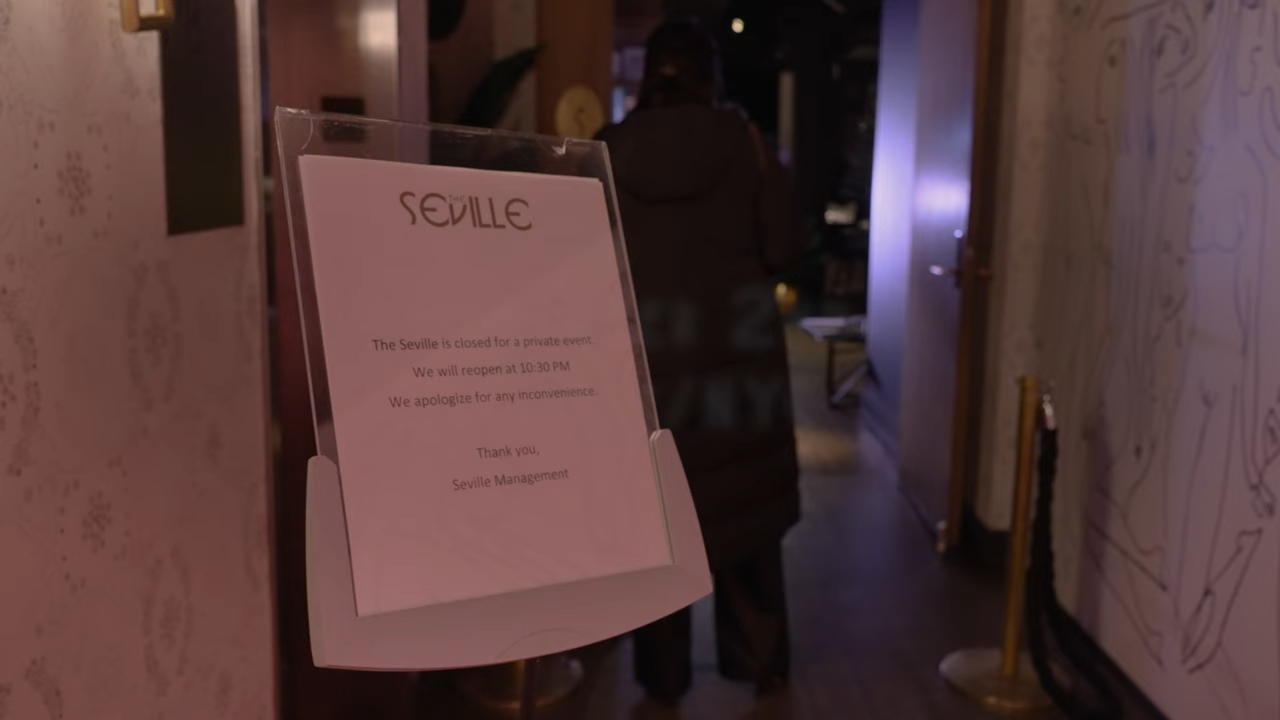 THE
SEVILLE
The Seville is closed for a private event.
We will reopen at 10:30 PM
We apologize for any inconvenience.
Thank you,
Seville Management